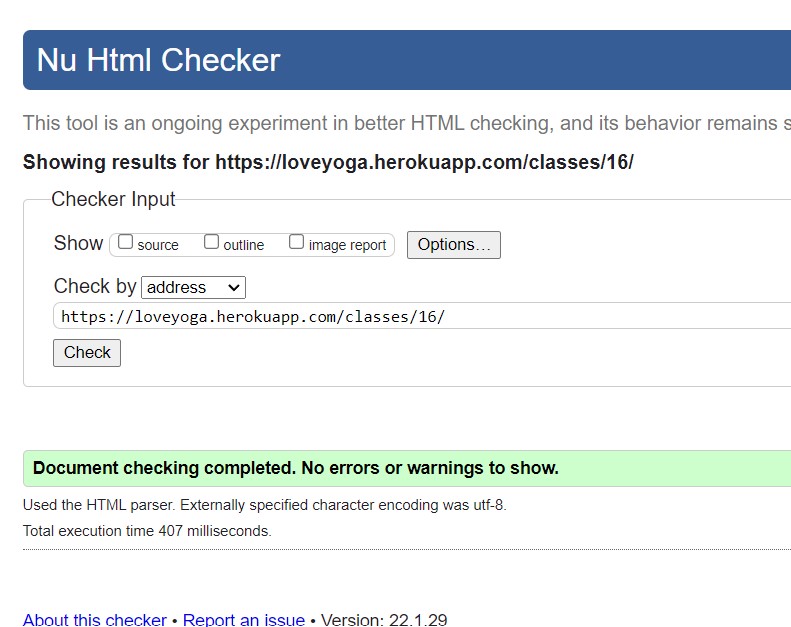 Nu Html Checker
This tool is an ongoing experiment in better HTML checking, and its behavior remains
Showing results for https://loveyoga.herokuapp.com/classes/16/
Checker Input
Show source outline image report Options...
Check by address
https://loveyoga.herokuapp.com/classes/16/
Check
Document checking completed. No errors or warnings to show.
Used the HTML parser. Externally specified character encoding was utf-8.
Total execution time 407 milliseconds.
About this checker • Report an issue • Version: 22.1.29